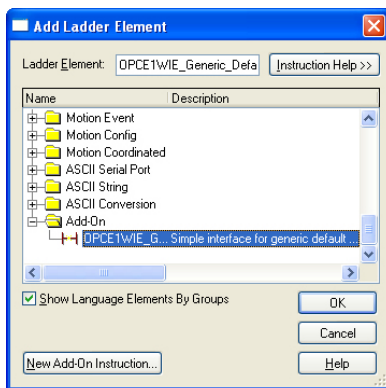 Add Ladder Element
Ladder Element: OPCE1WIE_Generic_Defa Instruction Help >>
Name Description
Motion Event
Motion Config
Motion Coordinated
ASCII Serial Port
ASCII String
ASCII Conversion
Add-On
OPCE1WIE_G... Simple interface for generic default ...
Show Language Elements By Groups OK
Cancel
New Add-On Instruction... Help